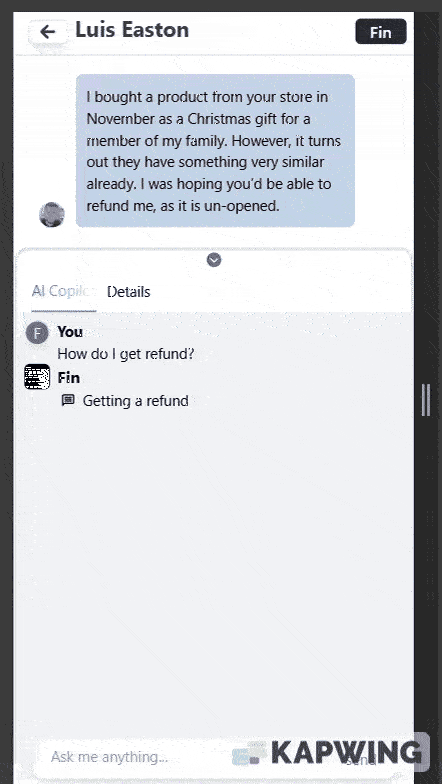 Luis Easton
Fin
I bought a product from your store in
November as a Christmas gift for a
member of my family. However, it turns
out they have something very similar
already. I was hoping you'd be able to
refund me, as it is un-opened.
AI Copilot
Details
F
You
How do I get refund?
Fin
Getting a refund
Ask me anything...
KAPWING